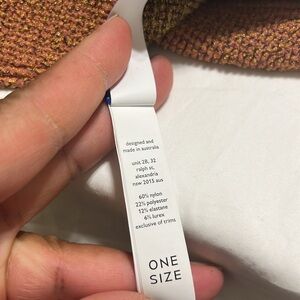 designed and
made in australia
unit 2B, 32
ralph st,
alexandria
nsw 2015 aus
60% nylon
22% polyester
12% elastane
6% lurex
exclusive of trims
ONE
SIZE